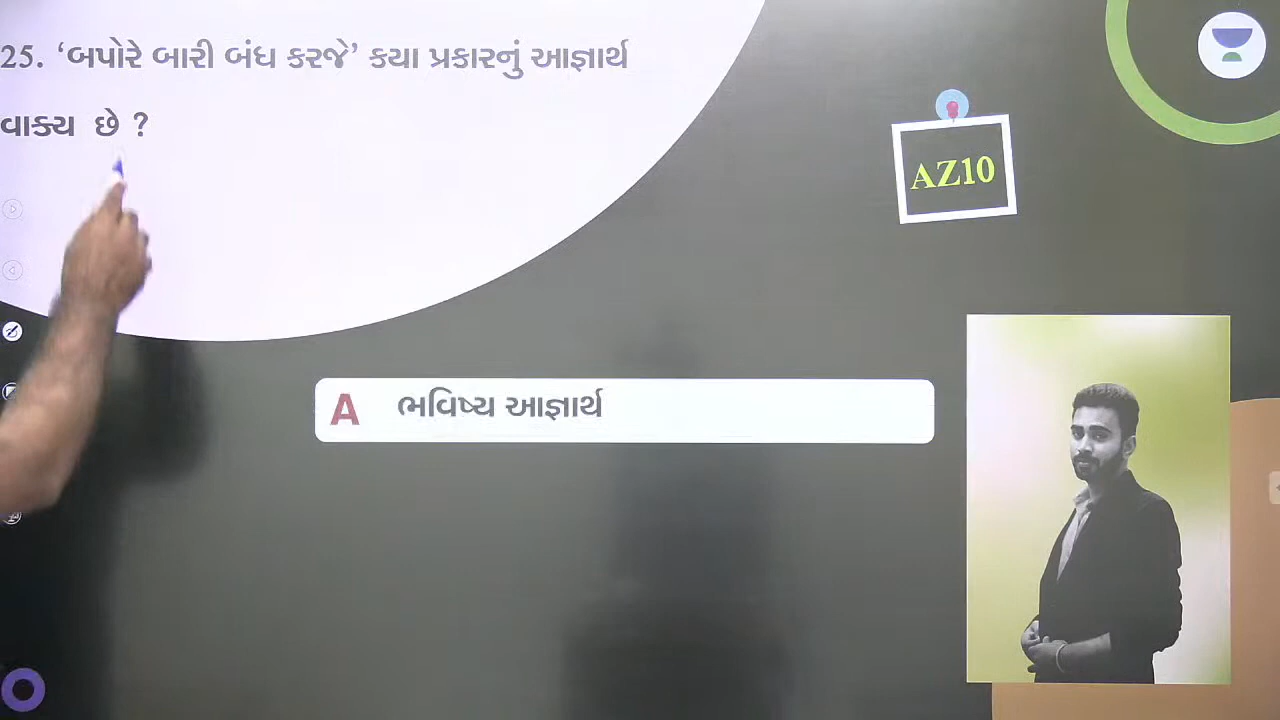 25. ‘બપોરે બારી બંધ કરજે’ કયા પ્રકારનું આજ્ઞાર્થ
વાક્ય છે ?
AZ10
A ભવિષ્ય આજ્ઞાર્થ